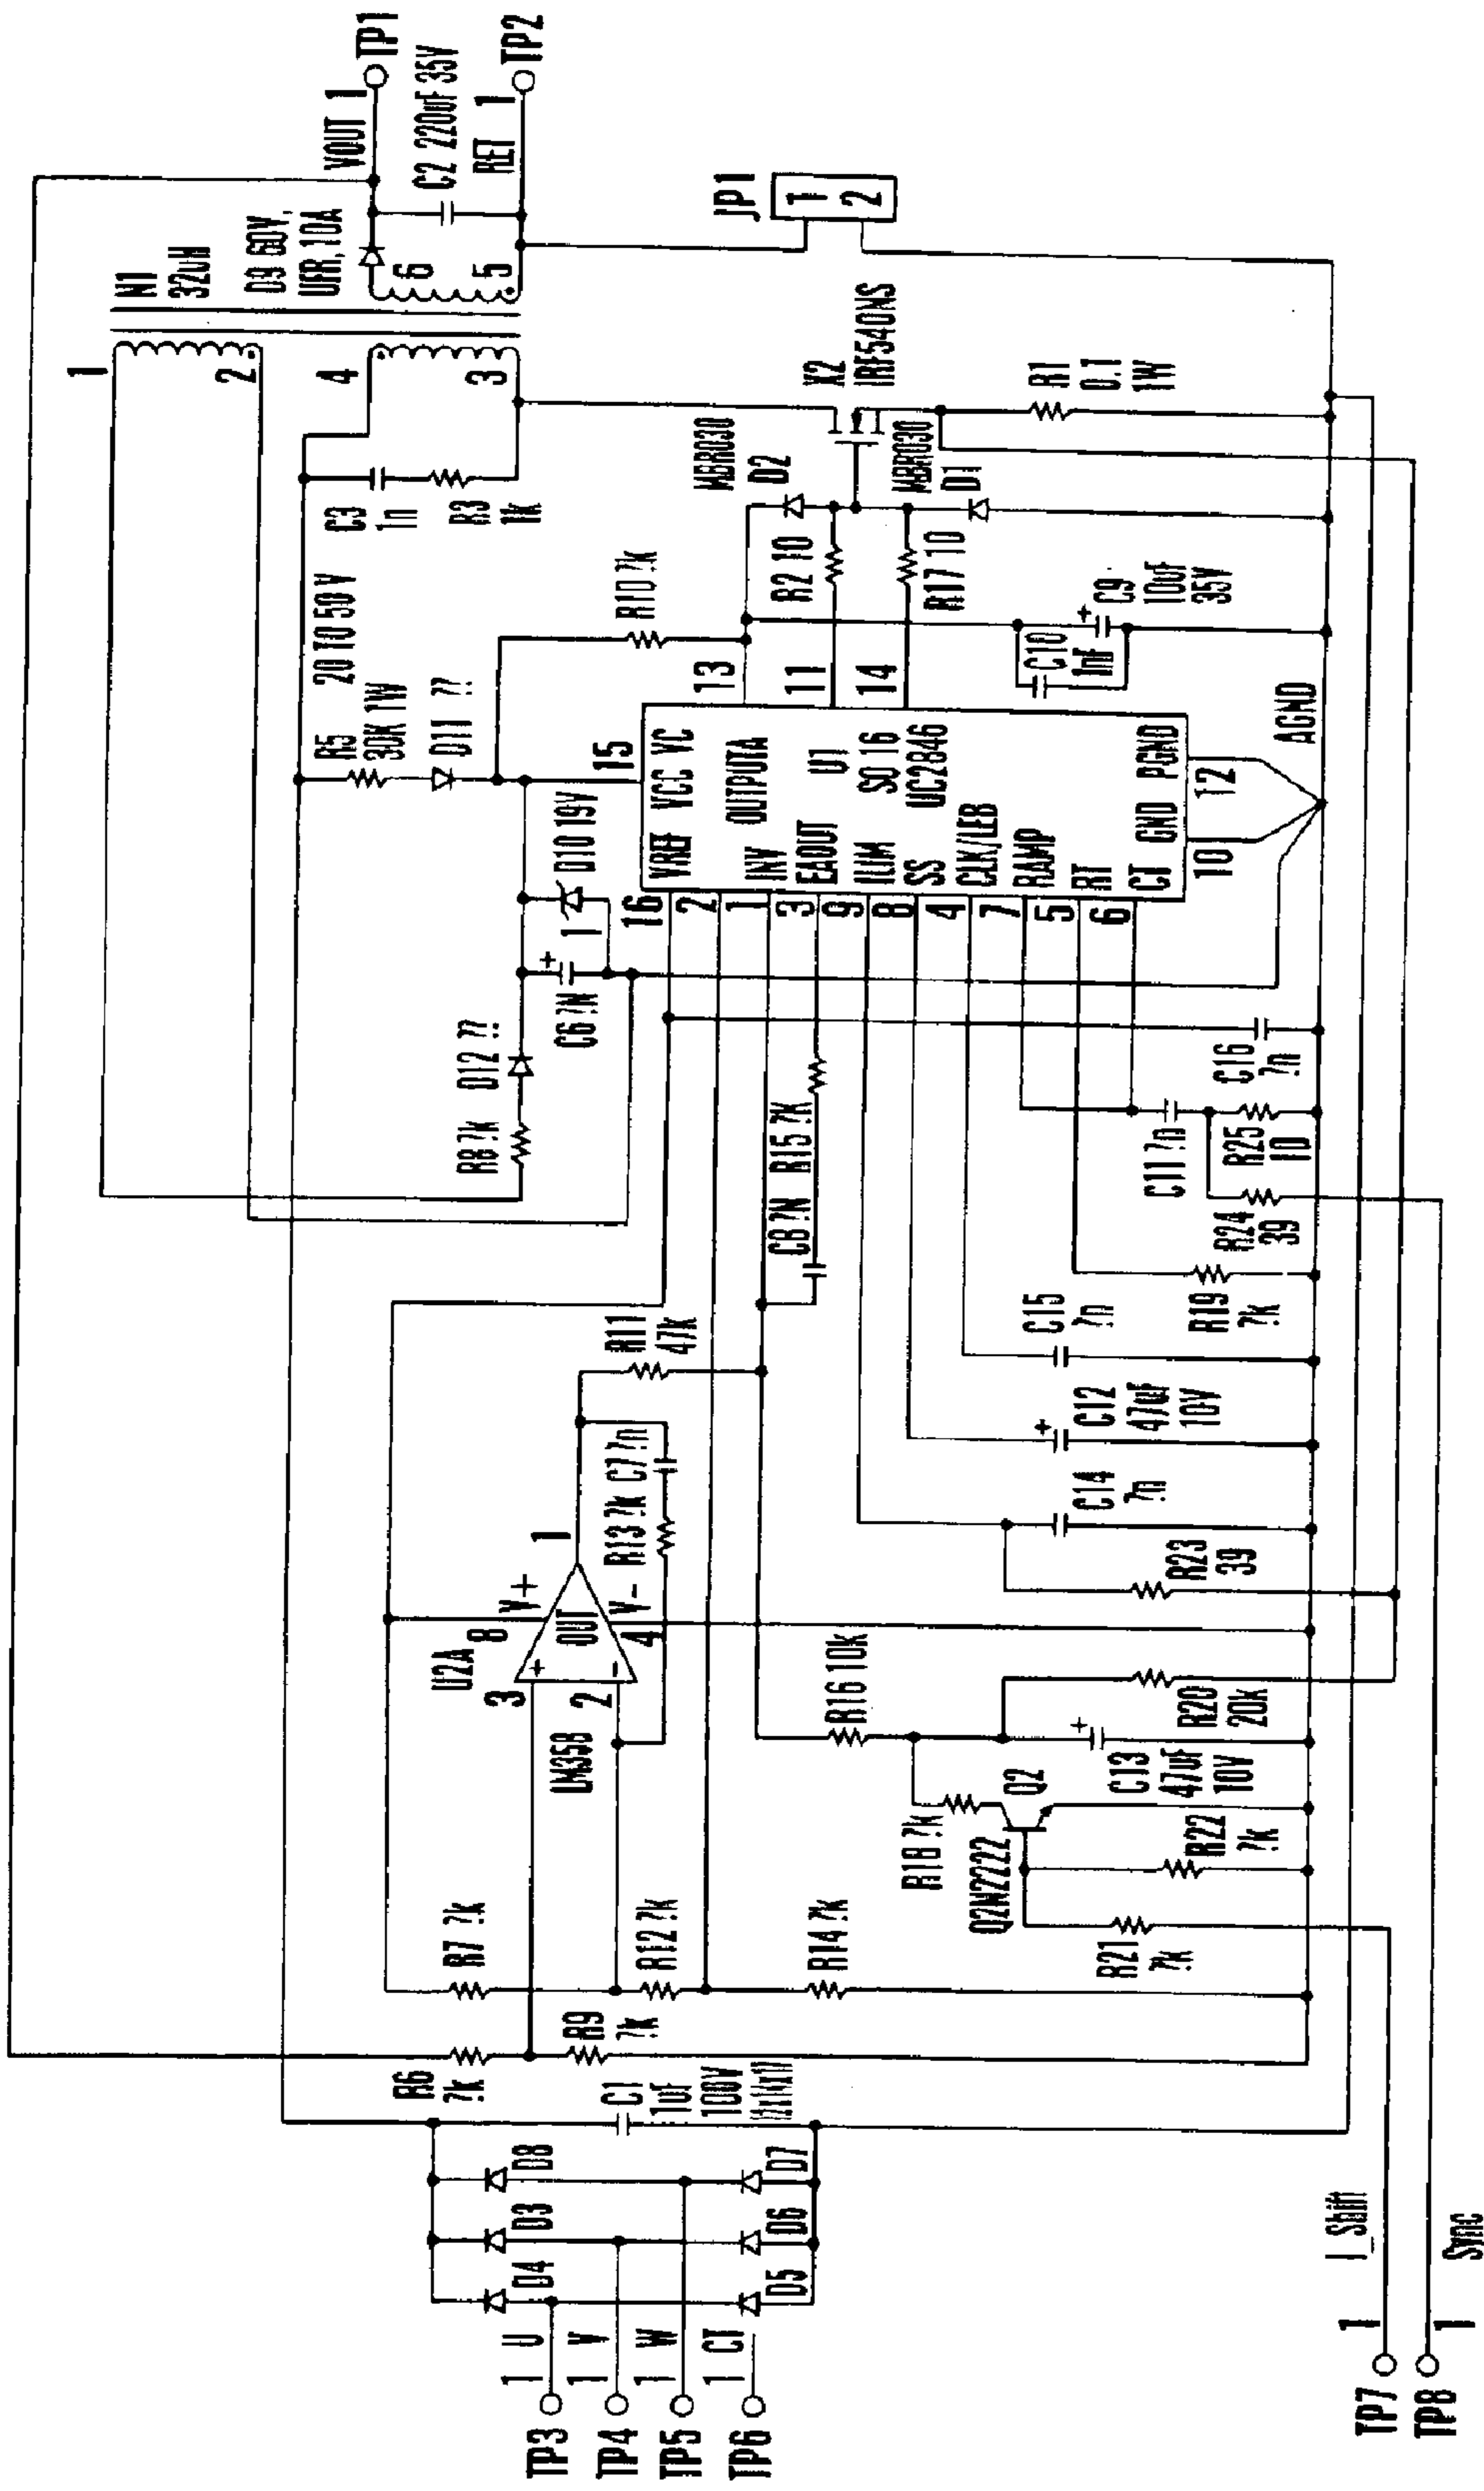 N1
32uH
D9 60V,
UFR, 10A
VOUT 1
TP1
C2 220uF 35V
RET 1
TP2
1
2
4
3
6
5
JP1
1
2
C3
1n
R3
1k
20 TO 50 V
R5
30K 1W
D11 ??
R10 ?k
MBR030
D2
X2
IRF540NS
MBR030
D1
R1
0.1
1W
R2 10
R17 10
C10
1nF
C9
10uF
35V
+
13
11
14
15
16
2
1
3
9
8
4
7
5
6
10
12
VREF
VCC
VC
OUTPUTA
INV
EAOUT
ILIM
SS
CLK/LEB
RAMP
RT
CT
GND
PGND
U1
SO 16
UC2846
AGND
D10 19V
1
C6 ?N
+
D12 ??
R8 ?k
C8 ?N
R15 ?K
C16
?n
C11 ?n
R25
10
R24
39
R19
?k
C15
?n
C12
47uF
10V
+
C14
?n
R23
39
R11
47k
R13 ?k
C7 ?n
U2A
LM358
3
2
8
V+
OUT
V-
4
1
+
-
R16 10k
R20
20k
C13
47uF
10V
+
Q2
Q2N2222
R18 ?k
R22
?k
R21
?k
R7 ?k
R12 ?k
R14 ?k
R6
?k
R9
?k
C1
1uF
100V
D8
D3
D4
D7
D6
D5
TP3
1
U
TP4
1
V
TP5
1
W
TP6
1
CT
TP7
1
I_Shift
TP8
1
Sync